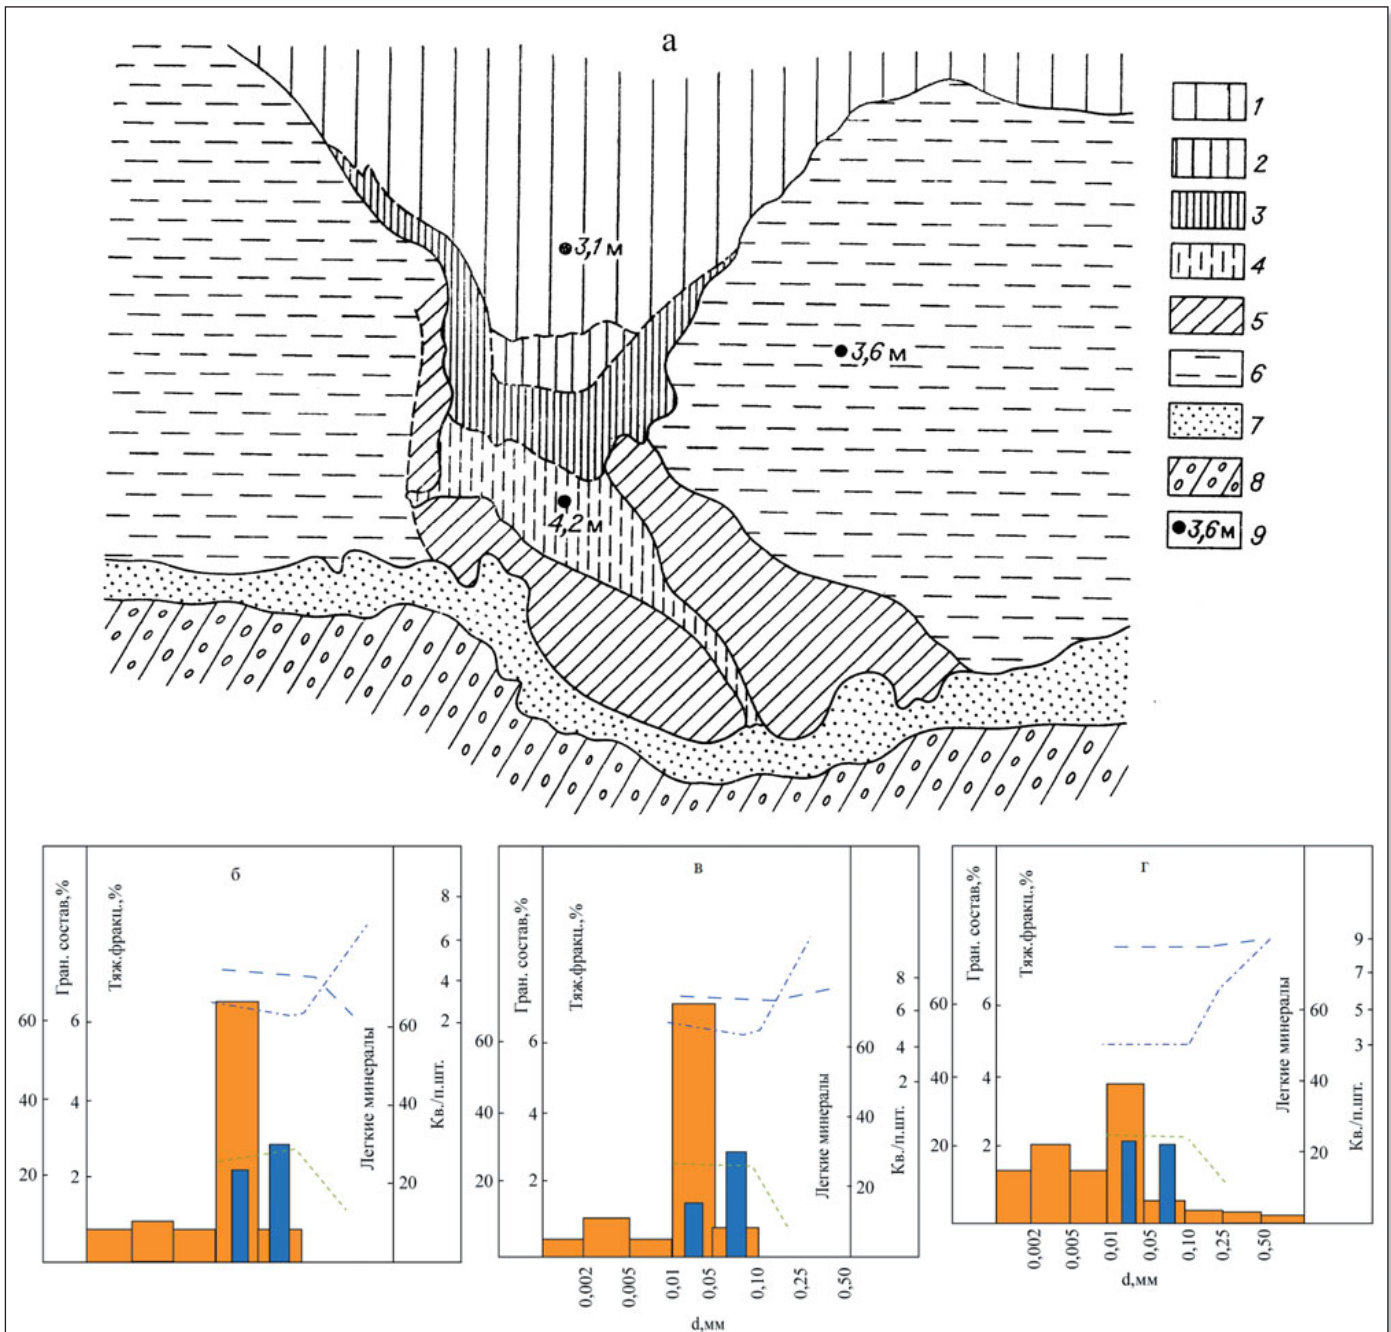 а
1
2
3
4
5
6
7
8
3,6 м 9
3,1 м
3,6 м
4,2 м
б
Гран. состав,%
Тяж.фракц.,%
Легкие минералы
Кв./п.шт.
60
40
20
6
4
2
60
40
20
8
6
4
2
в
Гран. состав,%
Тяж.фракц.,%
Легкие минералы
Кв./п.шт.
60
40
20
6
4
2
60
40
20
8
6
4
2
0,002
0,005
0,01
0,05
0,10
0,25
0,50
d,мм
г
Гран. состав,%
Тяж.фракц.,%
Легкие минералы
Кв./п.шт.
60
40
20
6
4
2
60
40
20
9
7
5
3
0,002
0,005
0,01
0,05
0,10
0,25
0,50
d,мм